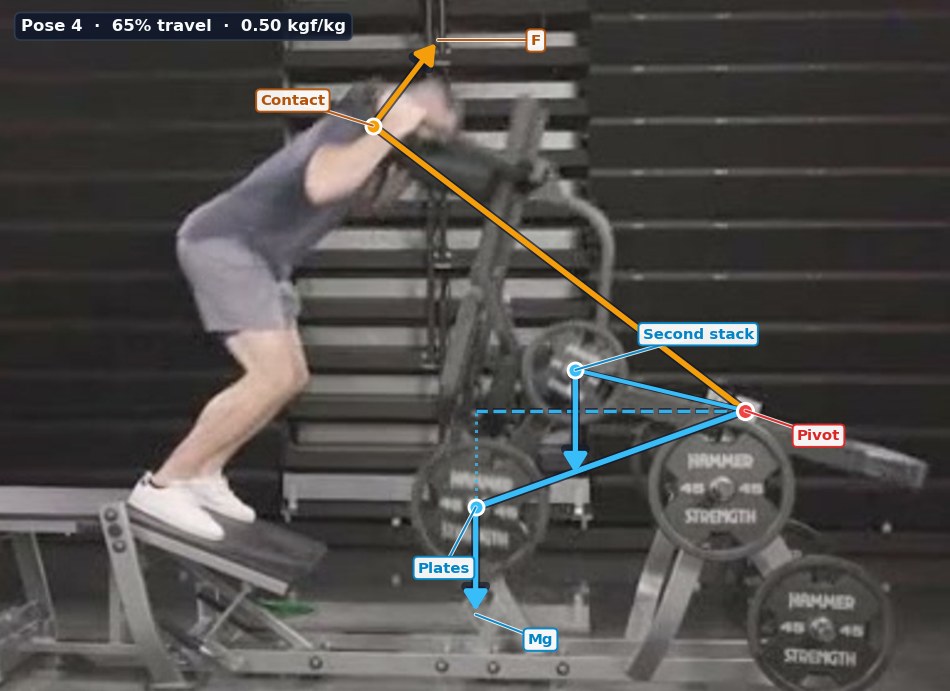 Pose 4 · 65% travel · 0.50 kgf/kg
F
Contact
Second stack
Pivot
HAMMER
45 45
STRENGTH
Plates
HAMMER
45 45
STRENGTH
Mg